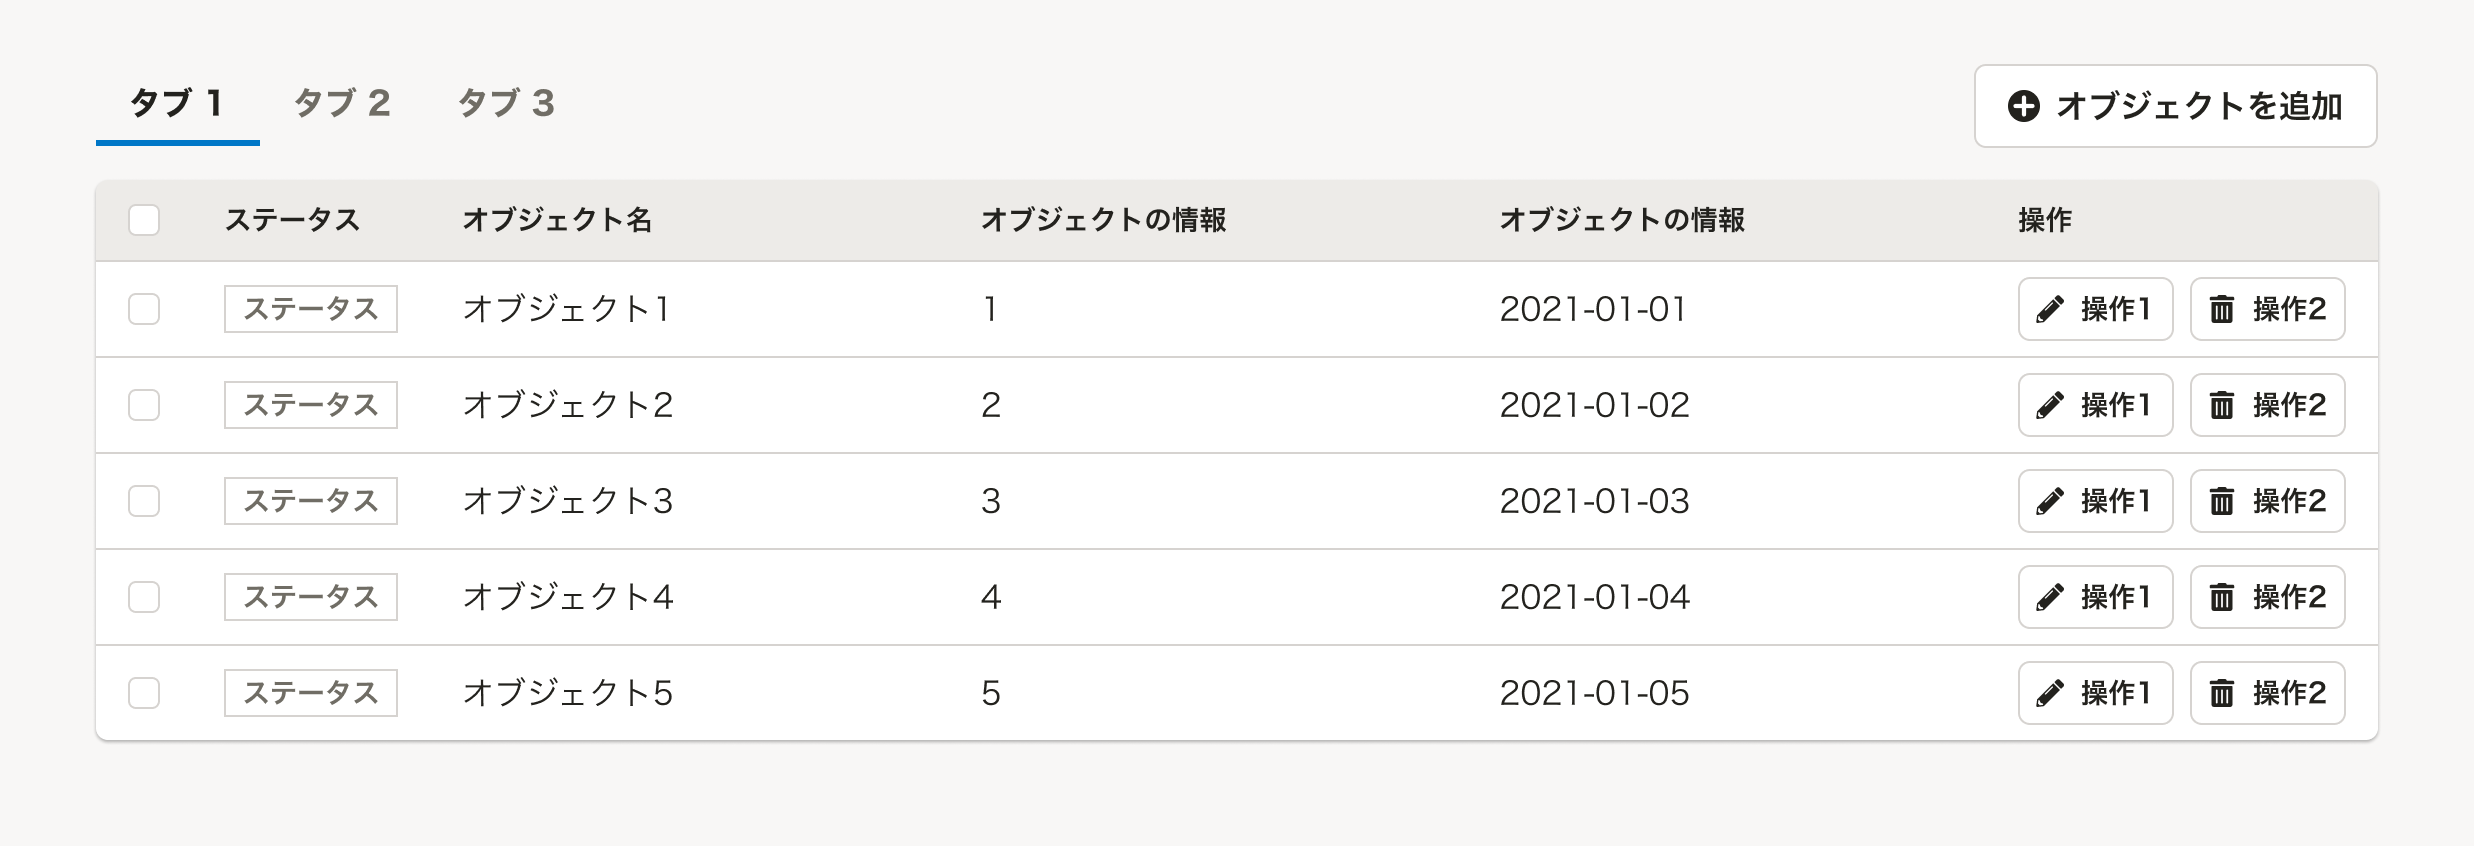 タブ 1 タブ 2 タブ 3 オブジェクトを追加
ステータス オブジェクト名 オブジェクトの情報 オブジェクトの情報 操作
ステータス オブジェクト1 1 2021-01-01 操作1 操作2
ステータス オブジェクト2 2 2021-01-02 操作1 操作2
ステータス オブジェクト3 3 2021-01-03 操作1 操作2
ステータス オブジェクト4 4 2021-01-04 操作1 操作2
ステータス オブジェクト5 5 2021-01-05 操作1 操作2